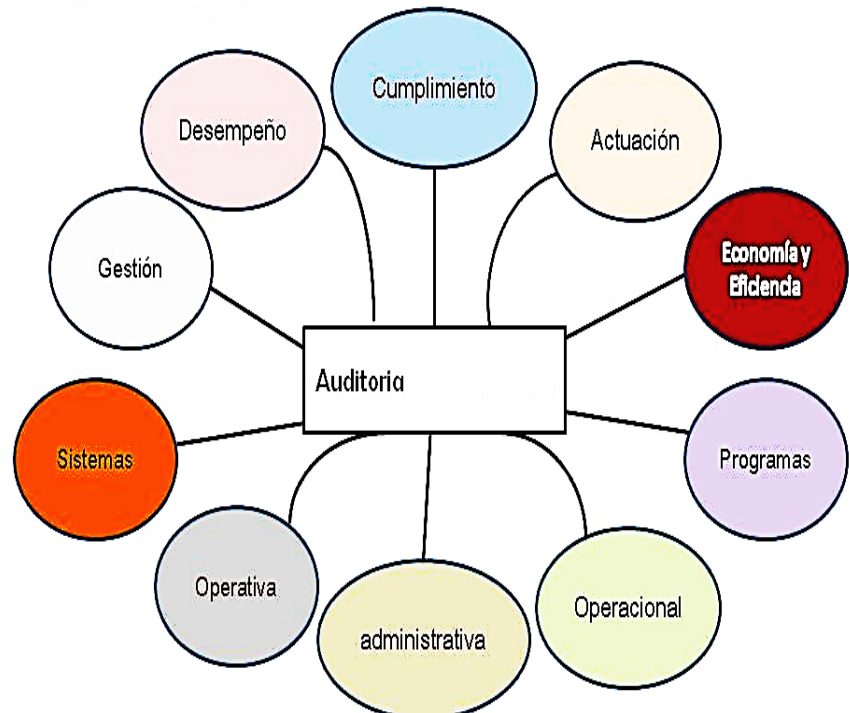 Cumplimiento
Desempeño
Actuación
Economía y
Eficiencia
Gestión
Auditoria
Sistemas
Programas
Operativa
Operacional
administrativa